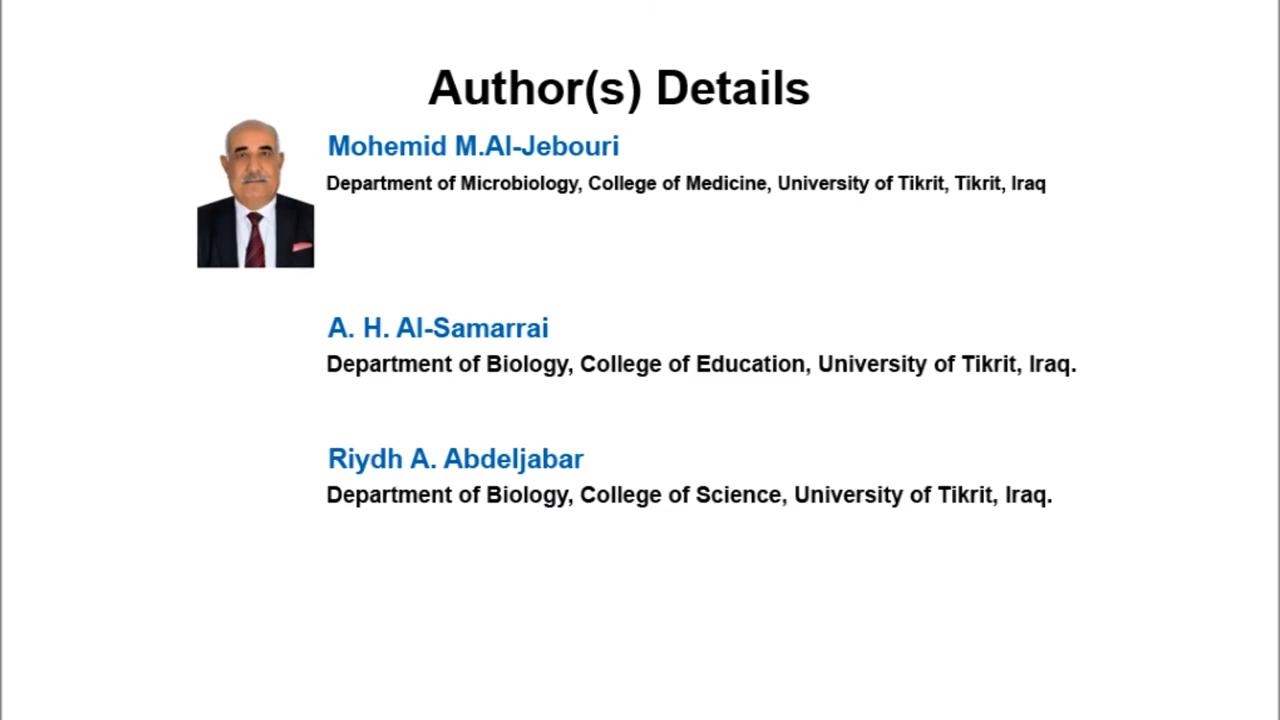 Author(s) Details
Mohemid M.Al-Jebouri
Department of Microbiology, College of Medicine, University of Tikrit, Tikrit, Iraq
A. H. Al-Samarrai
Department of Biology, College of Education, University of Tikrit, Iraq.
Riydh A. Abdeljabar
Department of Biology, College of Science, University of Tikrit, Iraq.